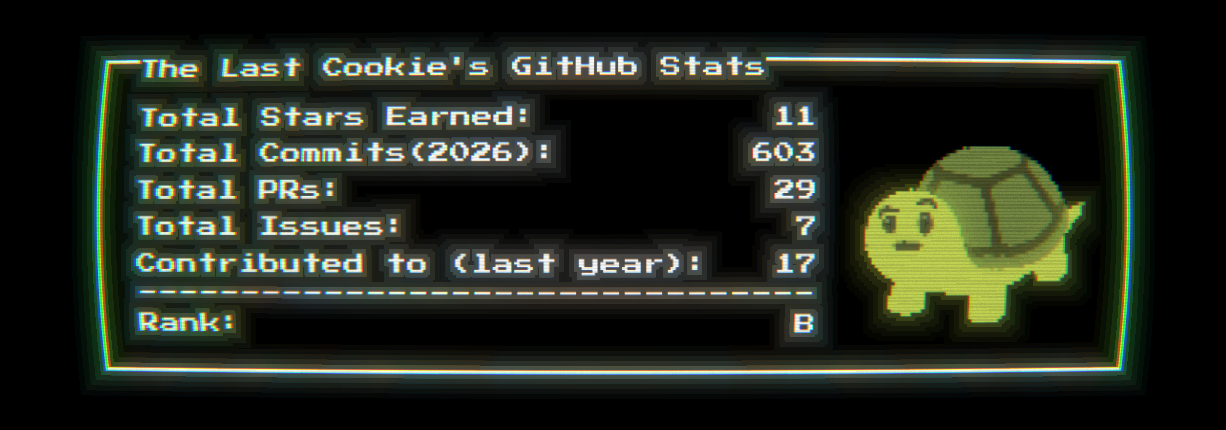 The Last Cookie's GitHub Stats
Total Stars Earned: 11
Total Commits(2026): 603
Total PRs: 29
Total Issues: 7
Contributed to (last year): 17
Rank: B